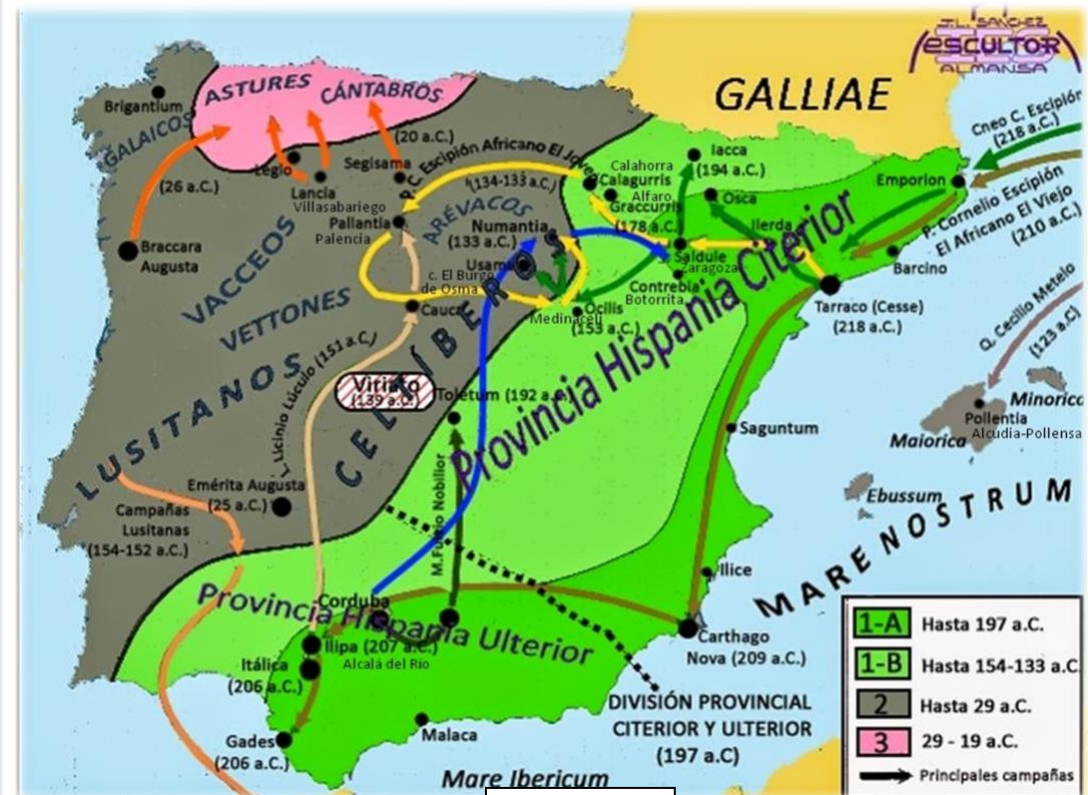 J.L. SANCHEZ
escultor
ALMANSA
GALLIAE
ASTURES
CÁNTABROS
Brigantium
GALAICOS
(26 a.C.)
Legio
Lancia
Villasabariego
Segisama
(20 a.C.)
P. C. Escipión Africano El Joven
(134-133 a.C.)
Pallantia
Palencia
ARÉVACOS
Numantia
(133 a.C.)
Usama
c. El Burgo
de Osma
Cauca
Calahorra
Calagurris
Alfaro
Graccurris
(178 a.C.)
Iacca
(194 a.C.)
Osca
Ilerda
Saldule
Zaragoza
Contrebia
Botorrita
Ocilis
Medinaceli
(153 a.C.)
Cneo C. Escipión
(218 a.C.)
Emporion
P. Cornelio Escipión
El Africano El Viejo
(210 a.C.)
Barcino
Tarraco (Cesse)
(218 a.C.)
Braccara
Augusta
VACCEOS
VETTONES
LUSITANOS
CELTÍBEROS
L. Licinio Lúculo (151 a.C.)
Viriato
(139 a.C.)
Toletum (192 a.C.)
M.Fulvio Nobilior
Provincia Hispania Citerior
Q. Cecilio Metelo
(123 a.C)
Minorica
Pollentia
Alcudia-Pollensa
Maiorica
Ebussum
MARE NOSTRUM
Saguntum
Emérita Augusta
(25 a.C.)
Campañas
Lusitanas
(154-152 a.C.)
Provincia Hispania Ulterior
Corduba
Ilipa (207 a.C.)
Alcalá del Rio
Itálica
(206 a.C.)
Gades
(206 a.C.)
Malaca
Ilice
Carthago
Nova (209 a.C.)
DIVISIÓN PROVINCIAL
CITERIOR Y ULTERIOR
(197 a.C)
Mare Ibericum
1-A Hasta 197 a.C.
1-B Hasta 154-133 a.C
2 Hasta 29 a.C.
3 29 - 19 a.C.
Principales campañas